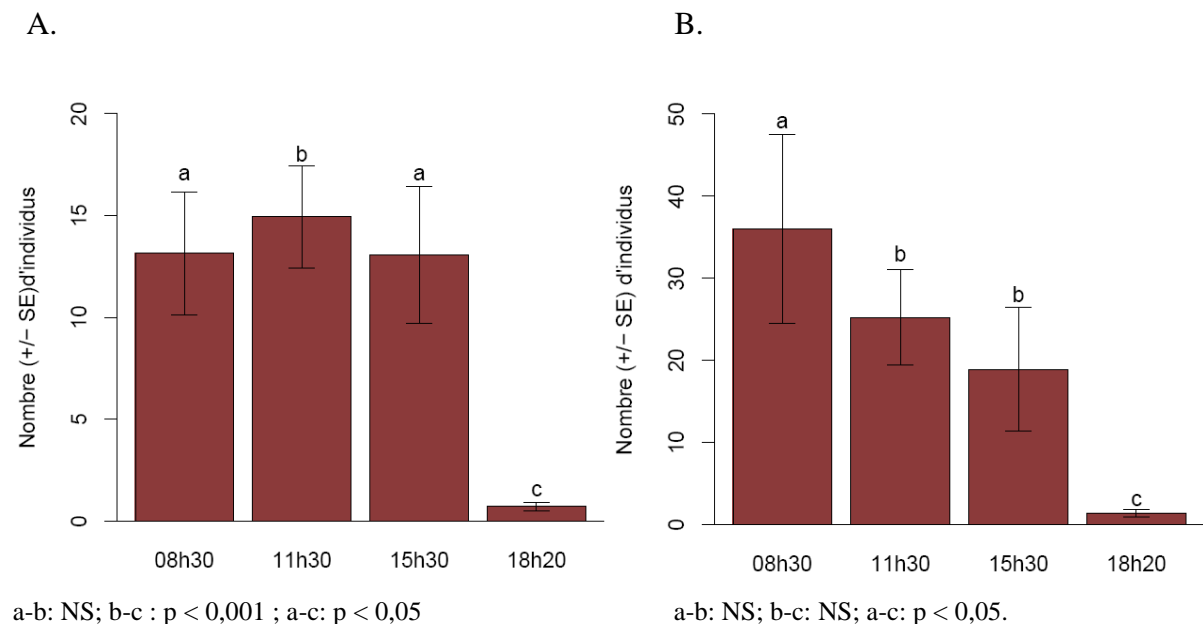 A.
B.
Nombre (+/− SE)d'individus
20
15
10
5
0
a
b
a
c
08h30
11h30
15h30
18h20
a-b: NS; b-c : p < 0,001 ; a-c: p < 0,05
Nombre (+/− SE) d'individus
50
40
30
20
10
0
a
b
b
c
08h30
11h30
15h30
18h20
a-b: NS; b-c: NS; a-c: p < 0,05.